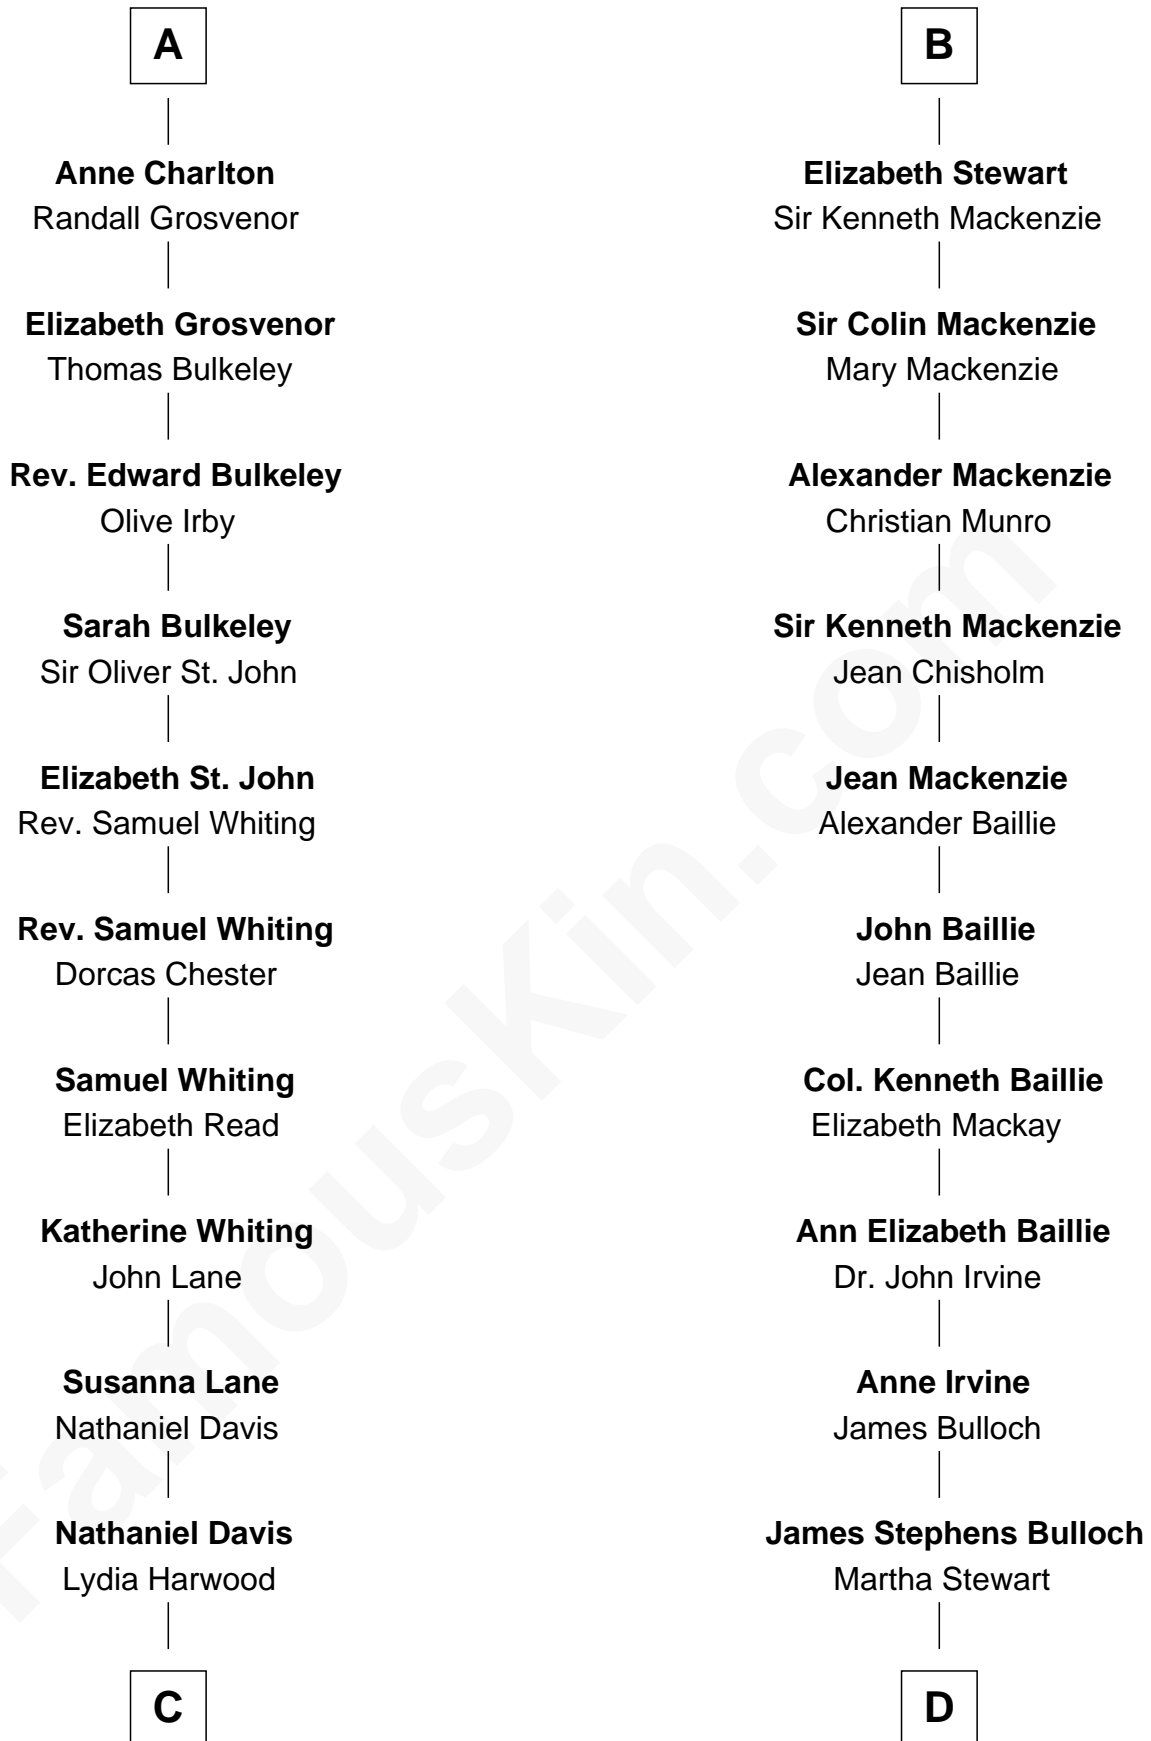 A
Anne Charlton
Randall Grosvenor
Elizabeth Grosvenor
Thomas Bulkeley
Rev. Edward Bulkeley
Olive Irby
Sarah Bulkeley
Sir Oliver St. John
Elizabeth St. John
Rev. Samuel Whiting
Rev. Samuel Whiting
Dorcas Chester
Samuel Whiting
Elizabeth Read
Katherine Whiting
John Lane
Susanna Lane
Nathaniel Davis
Nathaniel Davis
Lydia Harwood
C
B
Elizabeth Stewart
Sir Kenneth Mackenzie
Sir Colin Mackenzie
Mary Mackenzie
Alexander Mackenzie
Christian Munro
Sir Kenneth Mackenzie
Jean Chisholm
Jean Mackenzie
Alexander Baillie
John Baillie
Jean Baillie
Col. Kenneth Baillie
Elizabeth Mackay
Ann Elizabeth Baillie
Dr. John Irvine
Anne Irvine
James Bulloch
James Stephens Bulloch
Martha Stewart
D
FamousKin.com